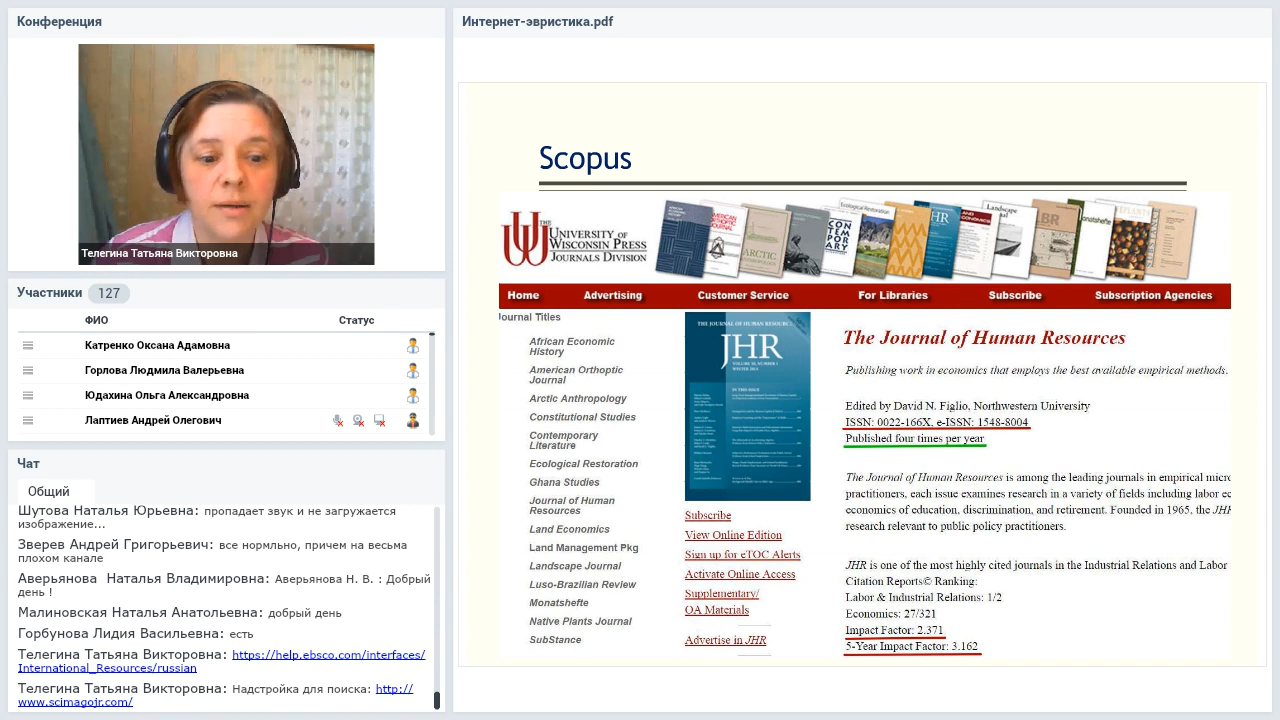 Конференция
Телегина Татьяна Викторовна
Участники 127
ФИО Статус
Катренко Оксана Адамовна
Горлова Людмила Валерьевна
Юдахина Ольга Александровна
Лаптев Андрей Олегович
Чат
Общий
Шутова Наталья Юрьевна: пропадает звук и не загружается
изображение...
Зверев Андрей Григорьевич: все нормльно, причем на весьма
плохом канале
Аверьянова Наталья Владимировна: Аверьянова Н. В. : Добрый
день !
Малиновская Наталья Анатольевна: добрый день
Горбунова Лидия Васильевна: есть
Телегина Татьяна Викторовна: https://help.ebsco.com/interfaces/
International_Resources/russian
Телегина Татьяна Викторовна: Надстройка для поиска: http://
www.scimagojr.com/
Интернет-эвристика.pdf
Scopus
THE
UNIVERSITY OF
WISCONSIN PRESS
JOURNALS DIVISION
Home Advertising Customer Service For Libraries Subscribe Subscription Agencies
Journal Titles
African Economic
History
American Orthoptic
Journal
Arctic Anthropology
Constitutional Studies
Contemporary
Literature
Ecological Restoration
Ghana Studies
Journal of Human
Resources
Land Economics
Land Management Pkg
Landscape Journal
Luso-Brazilian Review
Monatshefte
Native Plants Journal
SubStance
THE JOURNAL OF HUMAN RESOURC
JHR
Subscribe
View Online Edition
Sign up for eTOC Alerts
Activate Online Access
Supplementary/
OA Materials
Advertise in JHR
The Journal of Human Resources
Publishing work in economics that employs the best available empirical methods.
Edited by David N. Figlio, Northwestern University
ISSN: 0022-166X, e-ISSN: 1548-8004
Published four times per year
The Journal of Human Resources is among the leading journals in empirical micr
practitioners, each issue examines research in a variety of fields including labor ec
economics of education, discrimination, and retirement. Founded in 1965, the JHR
research relevant to public policy practitioners.
JHR is one of the most highly cited journals in the Industrial Relations and Labor
Citation Reports© Ranking:
Labor & Industrial Relations: 1/2
Economics: 27/321
Impact Factor: 2.371
5-Year Impact Factor: 3.162